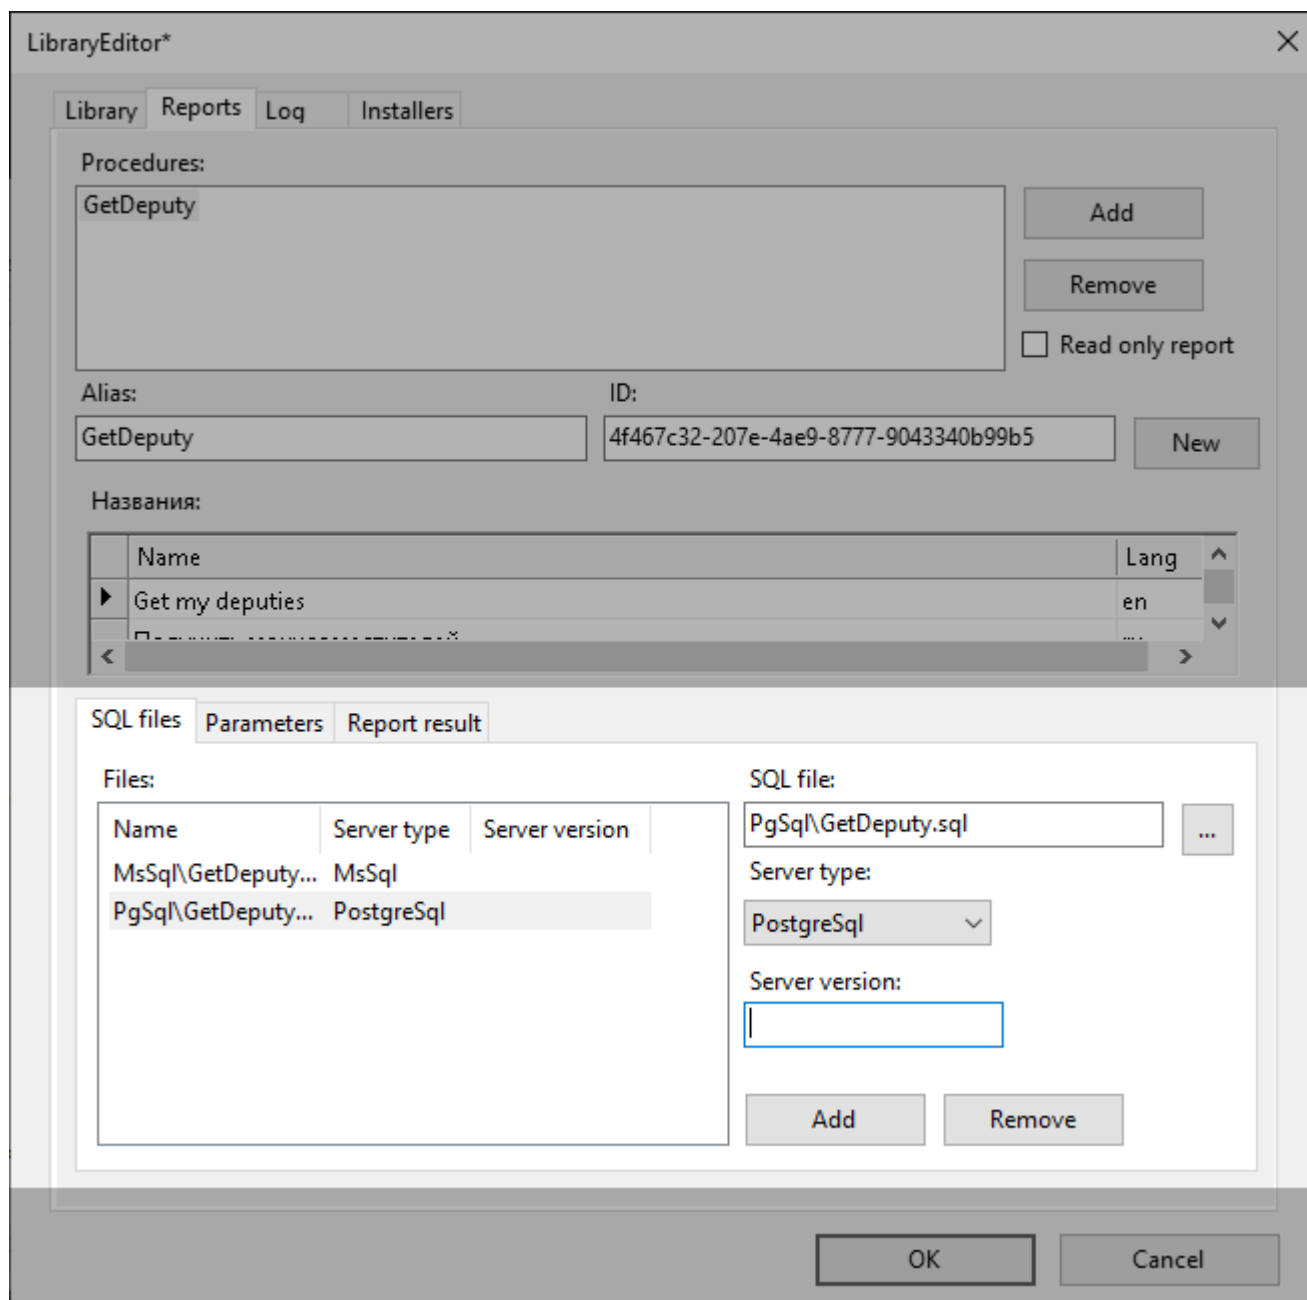 LibraryEditor*
Library Reports Log Installers
Procedures:
GetDeputy
Add
Remove
Read only report
Alias: ID:
GetDeputy 4f467c32-207e-4ae9-8777-9043340b99b5 New
Названия:
Name Lang
Get my deputies en
SQL files Parameters Report result
Files: SQL file:
Name Server type Server version PgSql\GetDeputy.sql ...
MsSql\GetDeputy... MsSql Server type:
PgSql\GetDeputy... PostgreSql PostgreSql
Server version:
Add Remove
OK Cancel